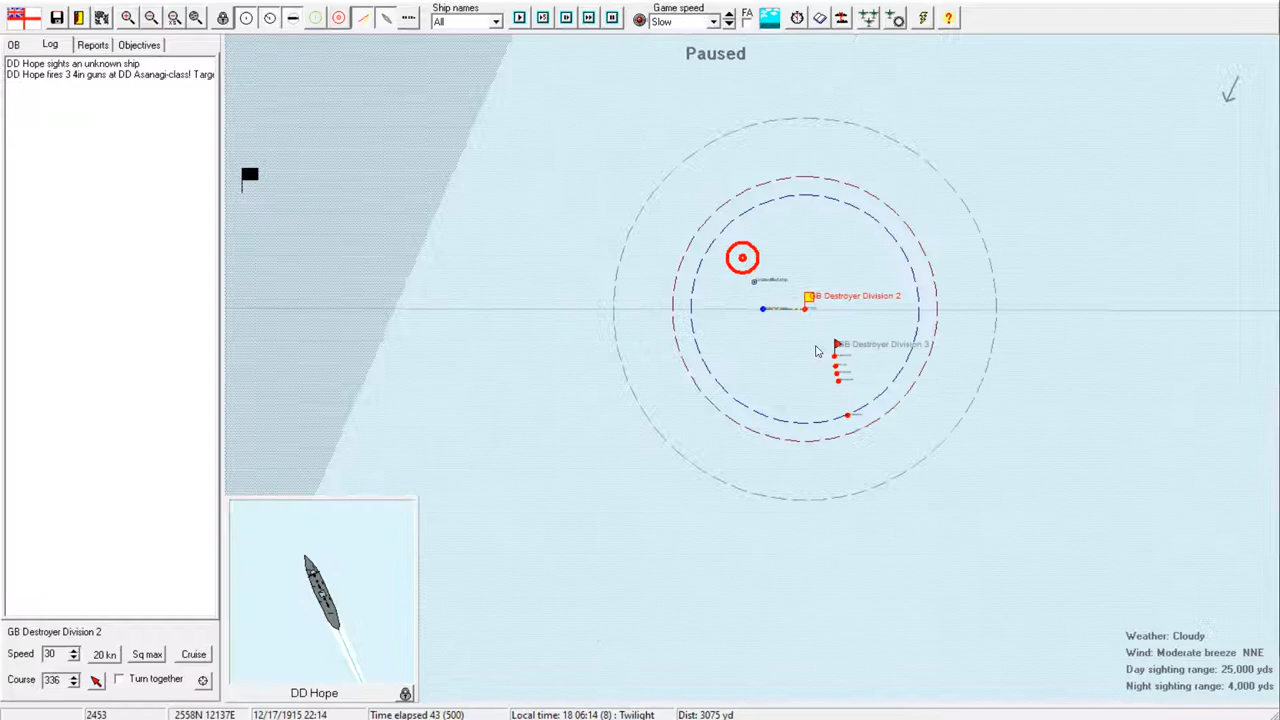 Ship names
Game speed
All
Slow
FA
OB
Log
Reports
Objectives
Paused
DD Hope sights an unknown ship
DD Hope fires 3 4in guns at DD Asanagi-class! Targe
GB Destroyer Division 2
GB Destroyer Division 3
GB Destroyer Division 2
Speed 30 20 kn Sq max Cruise
Course 336 Turn together
DD Hope
Weather: Cloudy
Wind: Moderate breeze NNE
Day sighting range: 25,000 yds
Night sighting range: 4,000 yds
2453 2558N 12137E 12/17/1915 22:14 Time elapsed 43 (500) Local time: 18 06:14 (8) : Twilight Dist: 3075 yd